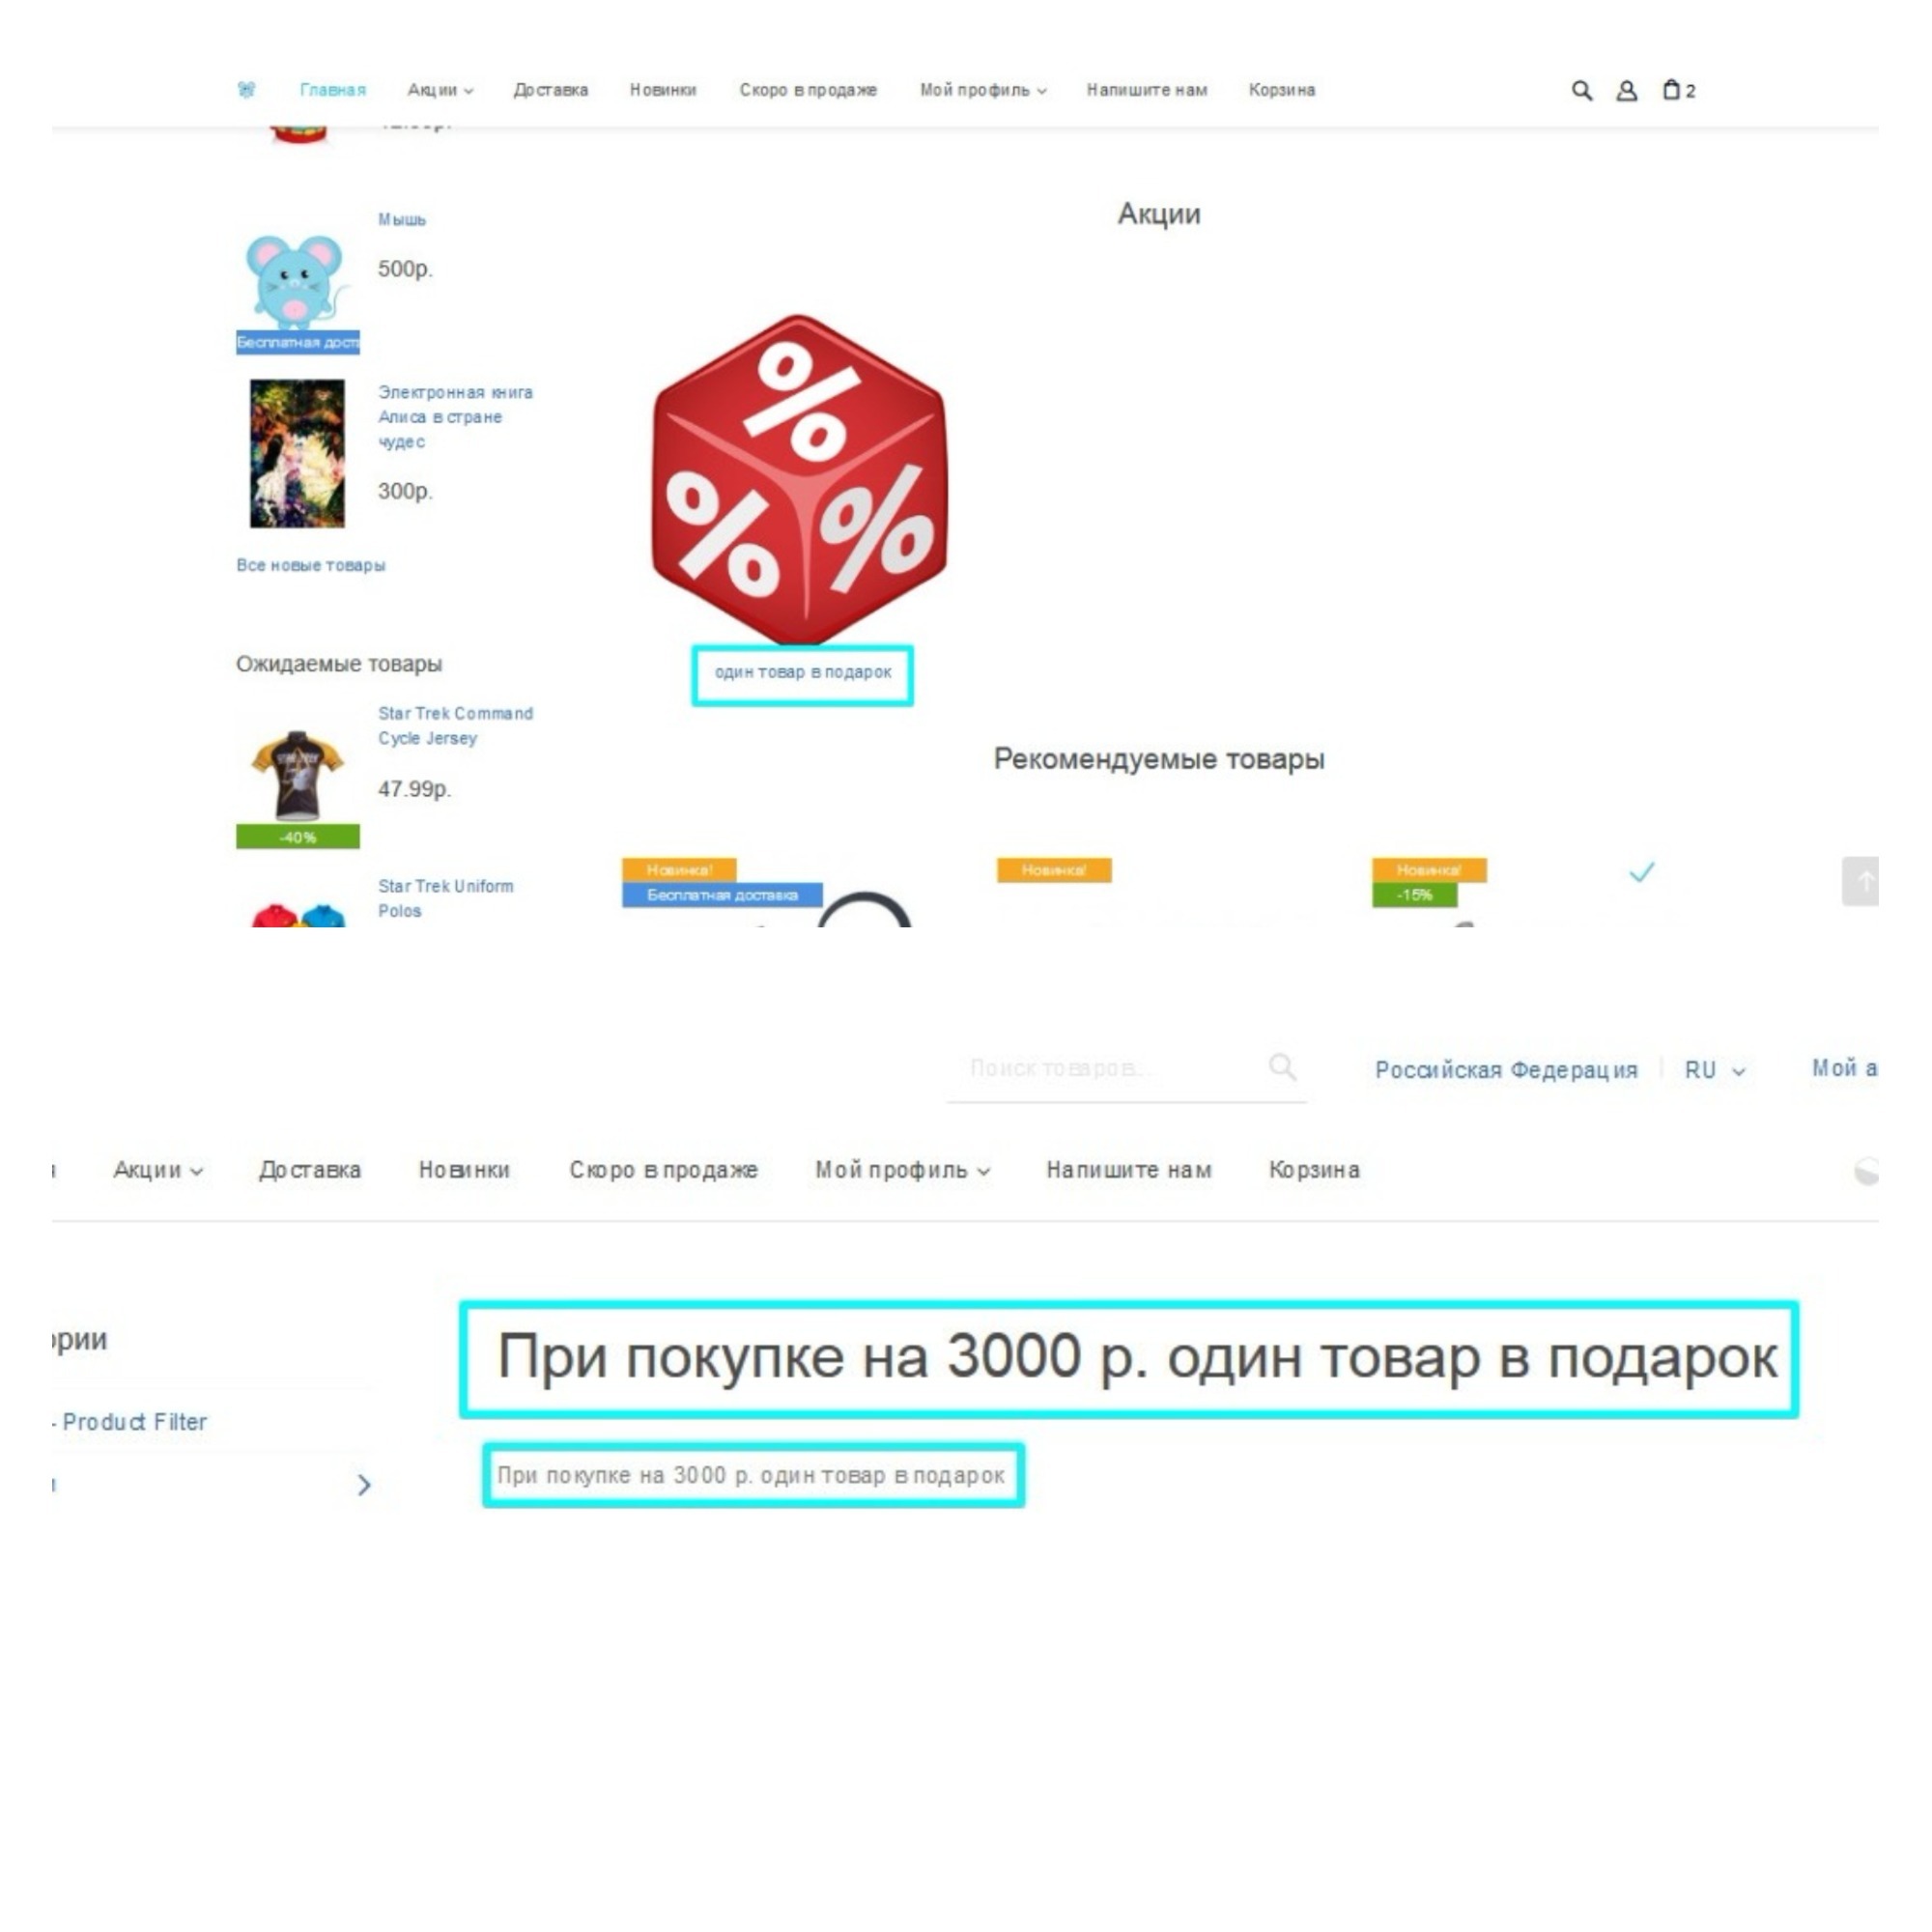 Главная Акции Доставка Новинки Скоро в продаже Мой профиль Напишите нам Корзина 2
Мышь
500р.
Бесплатная дост
Электронная книга
Алиса в стране
чудес
300р.
Все новые товары
Ожидаемые товары
Star Trek Command
Cycle Jersey
47.99р.
-40%
Star Trek Uniform
Polos
Акции
% % %
один товар в подарок
Рекомендуемые товары
Новинка!
Бесплатная доставка
Новинка!
Новинка!
-15%
Поиск товаров... Российская Федерация RU Мой а
Акции Доставка Новинки Скоро в продаже Мой профиль Напишите нам Корзина
ории
- Product Filter
При покупке на 3000 р. один товар в подарок
При покупке на 3000 р. один товар в подарок